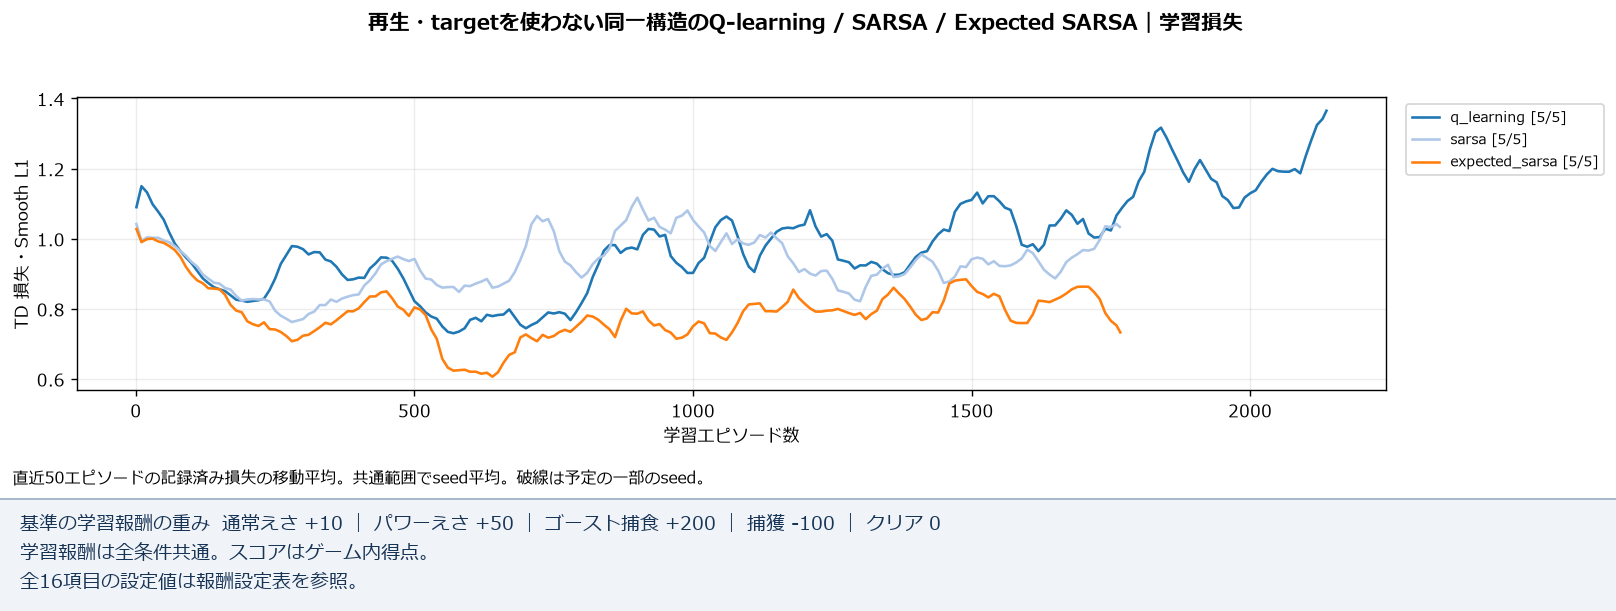 再生・targetを使わない同一構造のQ-learning / SARSA / Expected SARSA｜学習損失
1.4
1.2
1.0
0.8
0.6
TD 損失・Smooth L1
0
500
1000
1500
2000
学習エピソード数
q_learning [5/5]
sarsa [5/5]
expected_sarsa [5/5]
直近50エピソードの記録済み損失の移動平均。共通範囲でseed平均。破線は予定の一部のseed。
基準の学習報酬の重み 通常えさ +10 ｜ パワーえさ +50 ｜ ゴースト捕食 +200 ｜ 捕獲 -100 ｜ クリア 0
学習報酬は全条件共通。スコアはゲーム内得点。
全16項目の設定値は報酬設定表を参照。